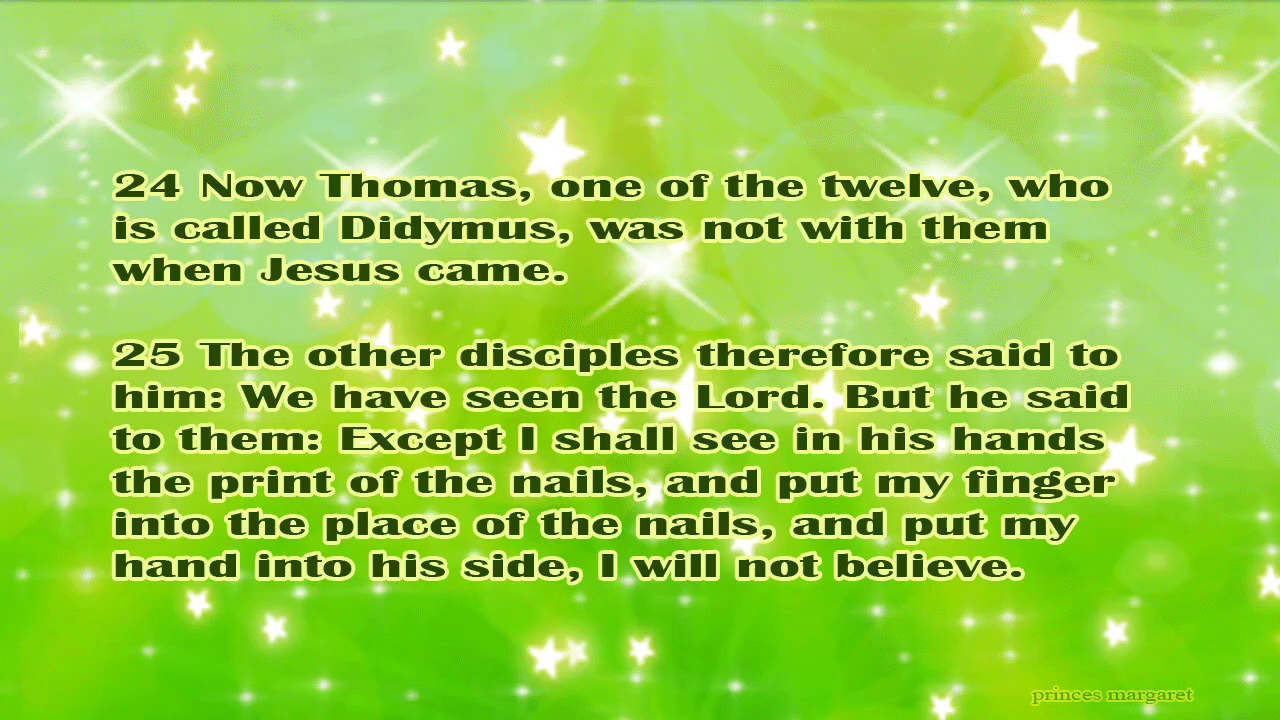 24 Now Thomas, one of the twelve, who
is called Didymus, was not with them
when Jesus came.
25 The other disciples therefore said to
him: We have seen the Lord. But he said
to them: Except I shall see in his hands
the print of the nails, and put my finger
into the place of the nails, and put my
hand into his side, I will not believe.
princes margaret